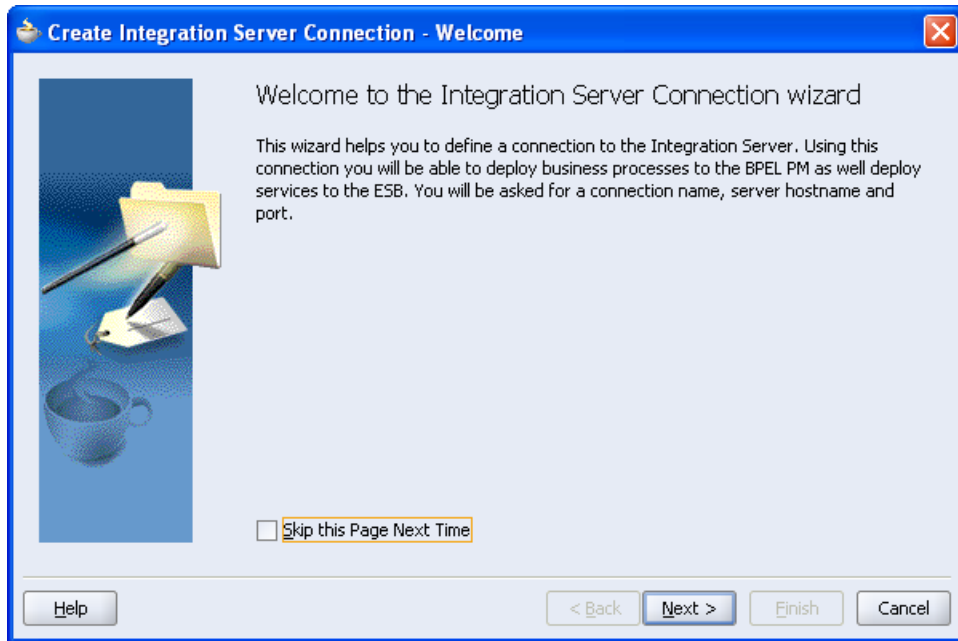 Create Integration Server Connection - Welcome
Welcome to the Integration Server Connection wizard
This wizard helps you to define a connection to the Integration Server. Using this
connection you will be able to deploy business processes to the BPEL PM as well deploy
services to the ESB. You will be asked for a connection name, server hostname and
port.
Skip this Page Next Time
Help < Back Next > Finish Cancel